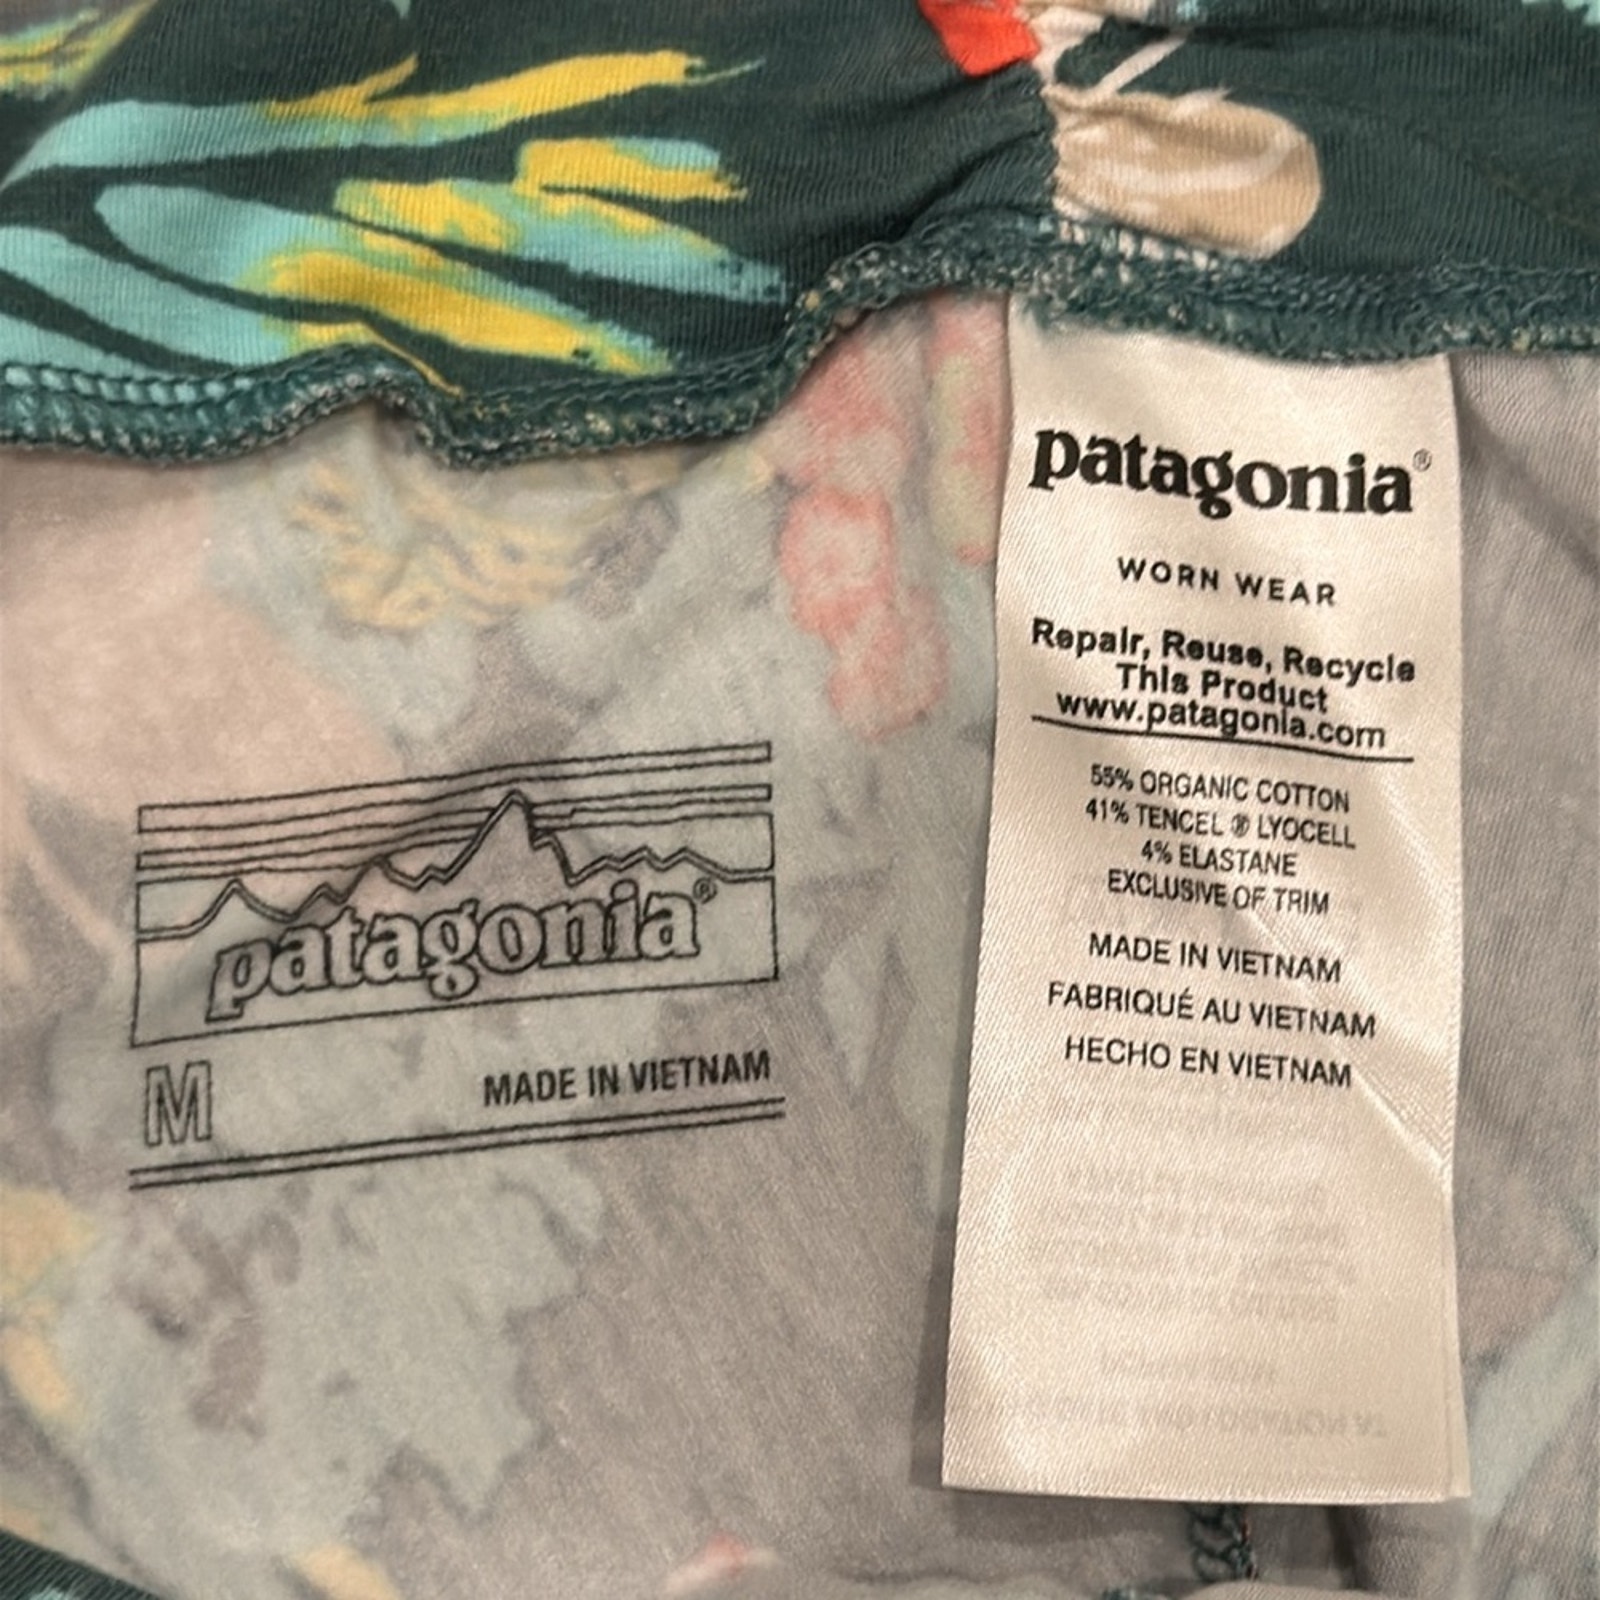 patagonia®
M MADE IN VIETNAM
patagonia®
WORN WEAR
Repair, Reuse, Recycle
This Product
www.patagonia.com
55% ORGANIC COTTON
41% TENCEL ® LYOCELL
4% ELASTANE
EXCLUSIVE OF TRIM
MADE IN VIETNAM
FABRIQUÉ AU VIETNAM
HECHO EN VIETNAM